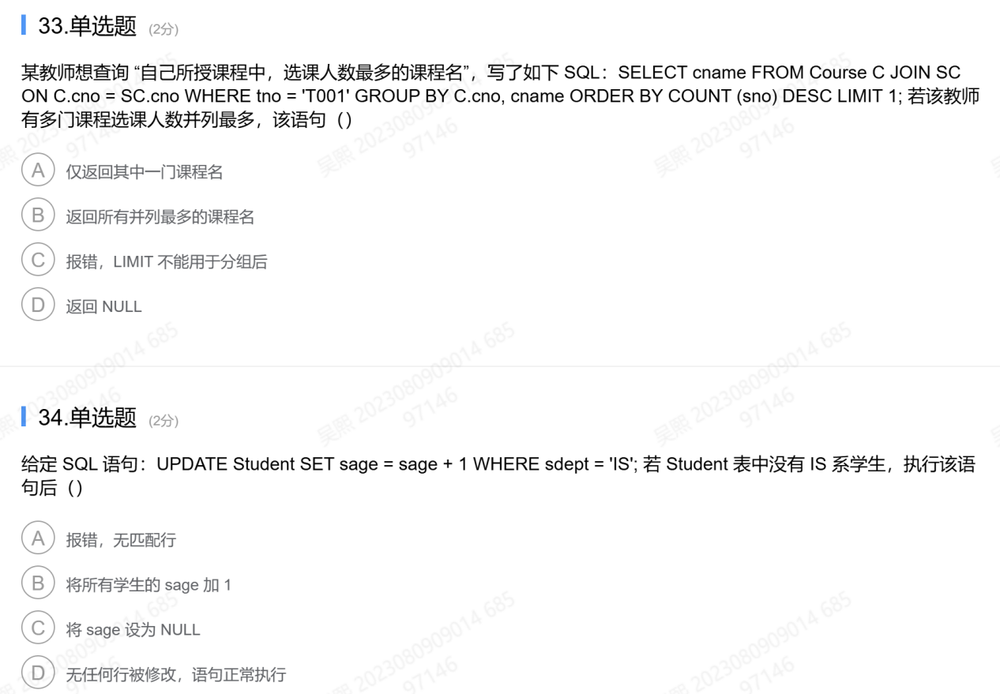 33.单选题 (2分)
某教师想查询 “自己所授课程中，选课人数最多的课程名”，写了如下 SQL：SELECT cname FROM Course C JOIN SC
ON C.cno = SC.cno WHERE tno = 'T001' GROUP BY C.cno, cname ORDER BY COUNT (sno) DESC LIMIT 1; 若该教师
有多门课程选课人数并列最多，该语句（）
A 仅返回其中一门课程名
B 返回所有并列最多的课程名
C 报错，LIMIT 不能用于分组后
D 返回 NULL
34.单选题 (2分)
给定 SQL 语句：UPDATE Student SET sage = sage + 1 WHERE sdept = 'IS'; 若 Student 表中没有 IS 系学生，执行该语
句后（）
A 报错，无匹配行
B 将所有学生的 sage 加 1
C 将 sage 设为 NULL
D 无任何行被修改，语句正常执行
吴熙 202308090914 685
97146